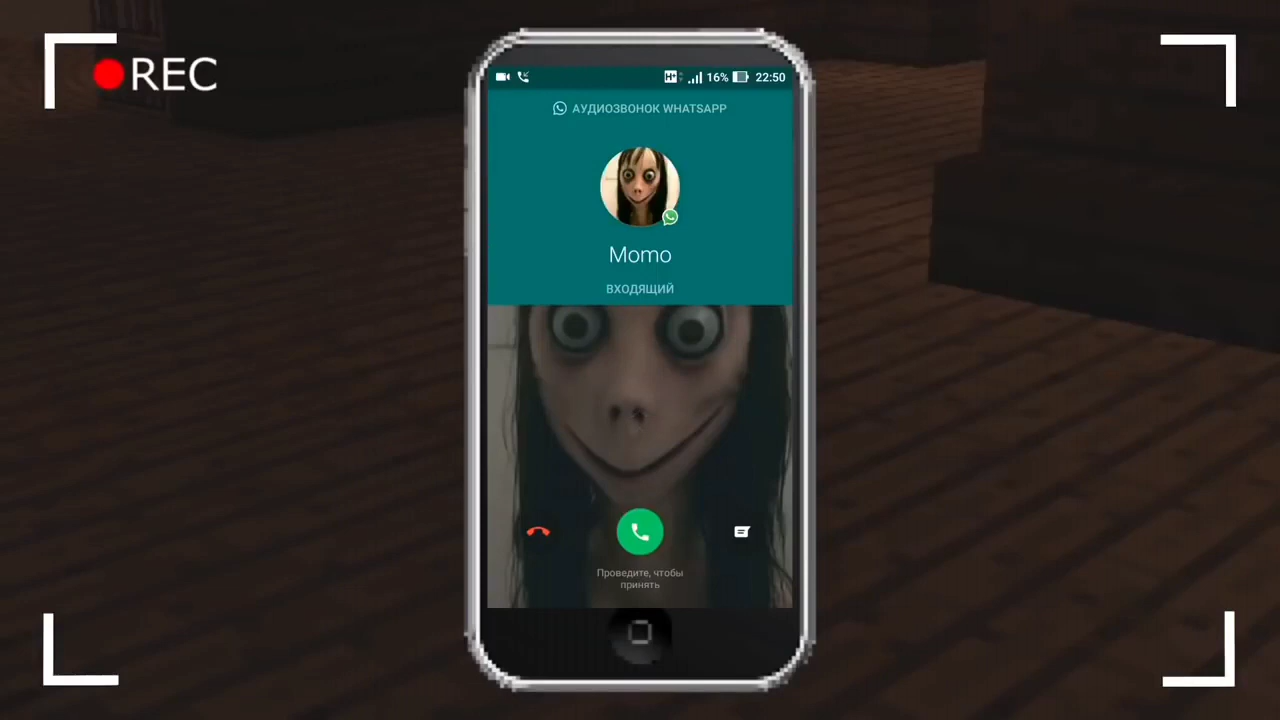 REC
H+ 16% 22:50
АУДИОЗВОНОК WHATSAPP
Momo
ВХОДЯЩИЙ
Проведите, чтобы
принять